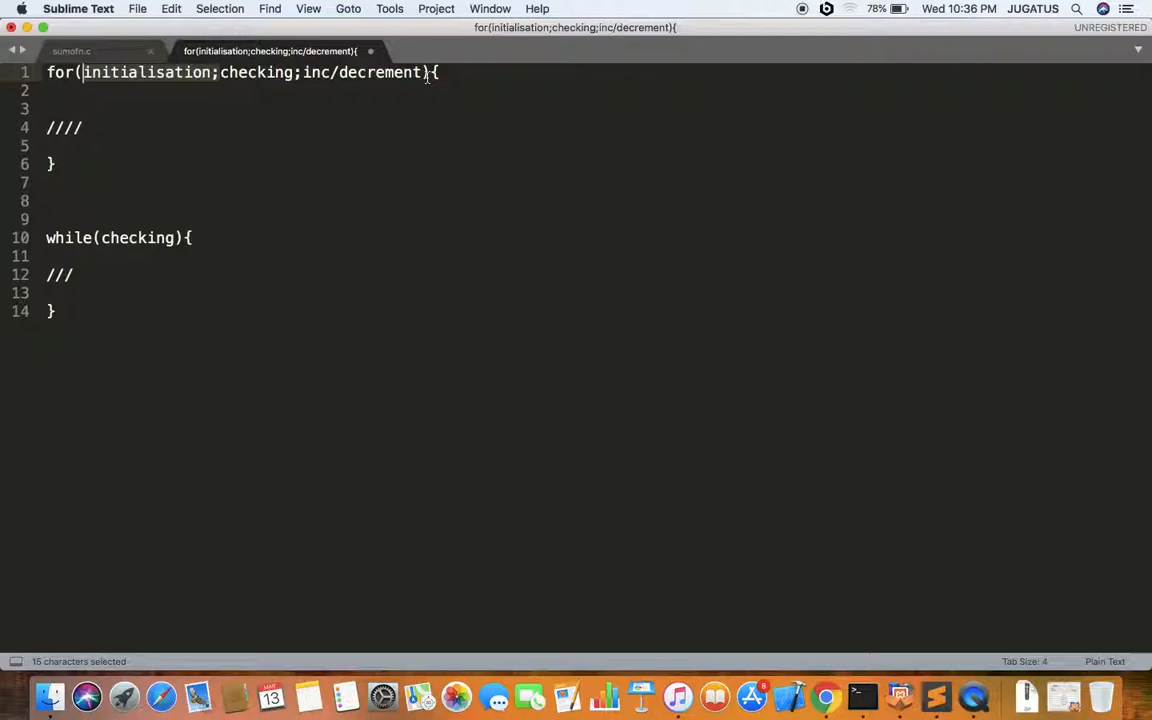 Sublime Text File Edit Selection Find View Goto Tools Project Window Help 78% Wed 10:36 PM JUGATUS
for(initialisation;checking;inc/decrement){ UNREGISTERED
sumofn.c for(initialisation;checking;inc/decrement){
1 for(initialisation;checking;inc/decrement){
2
3
4 ////
5
6 }
7
8
9
10 while(checking){
11
12 ///
13
14 }
15 characters selected Tab Size: 4 Plain Text
MAR
13
6